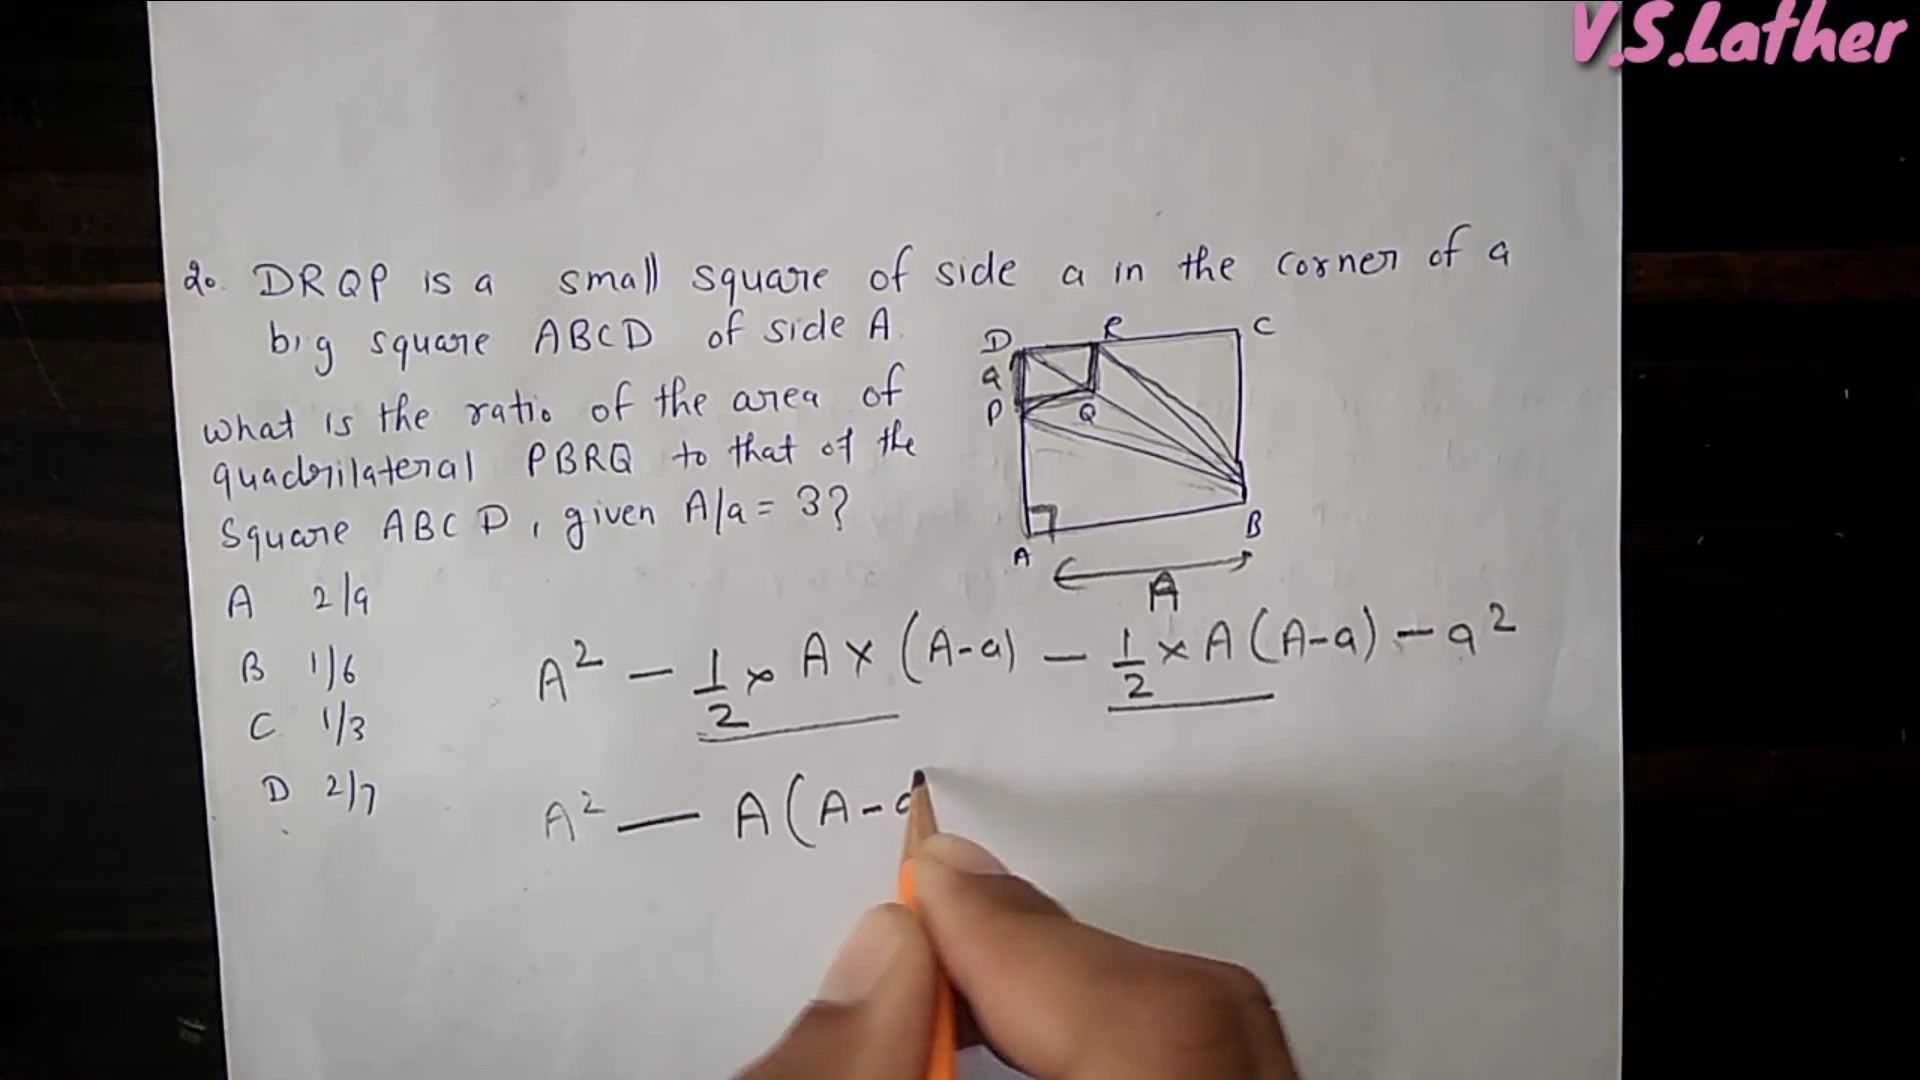 V.S.Lather
20. DRQP is a small square of side a in the corner of a
big square ABCD of side A.
what is the ratio of the area of
quadrilateral PBRQ to that of the
Square ABCD, given A/a = 3?
D R C
a
P Q
A B
A
A 2/9
B 1/6
C 1/3
D 2/7
A² - 1/2 × A × (A-a) - 1/2 × A (A-a) - a²
A² - A (A-a